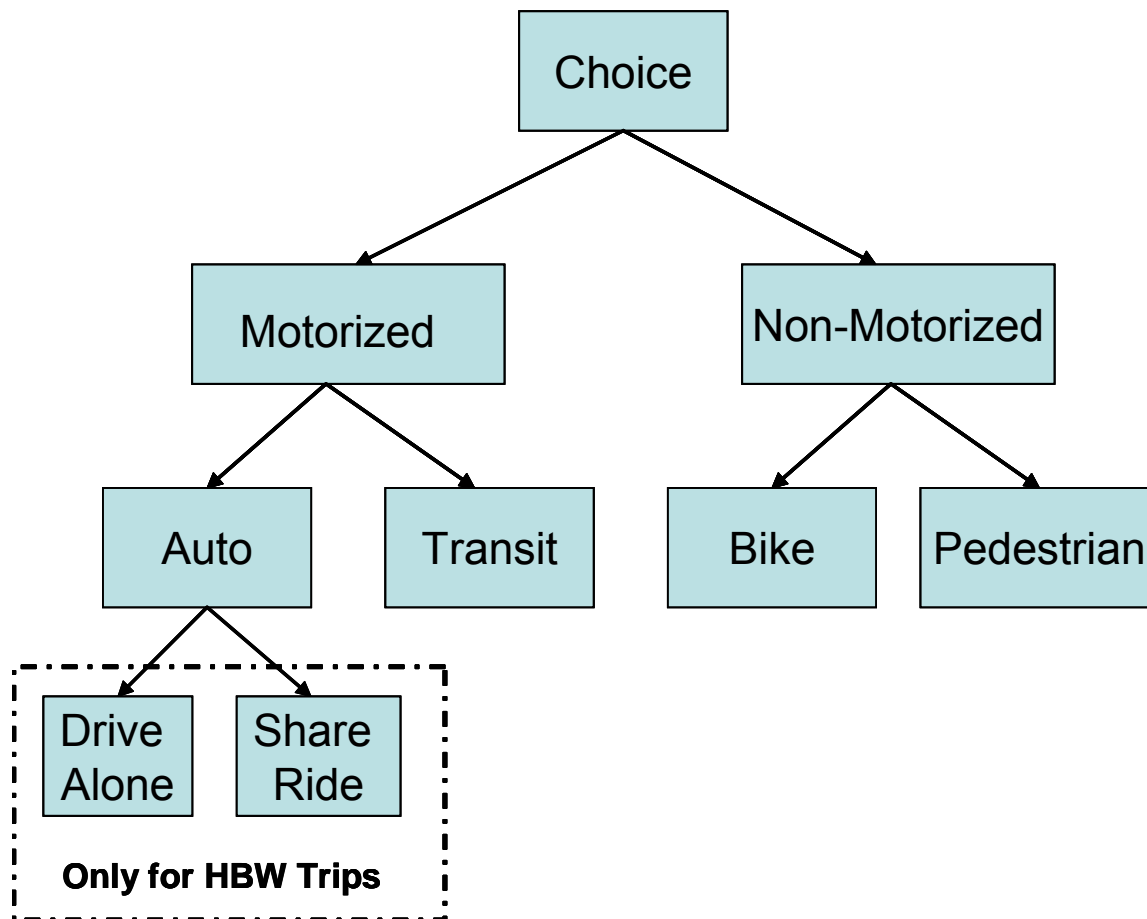 Choice
Motorized
Non-Motorized
Auto
Transit
Bike
Pedestrian
Drive
Alone
Share
Ride
Only for HBW Trips